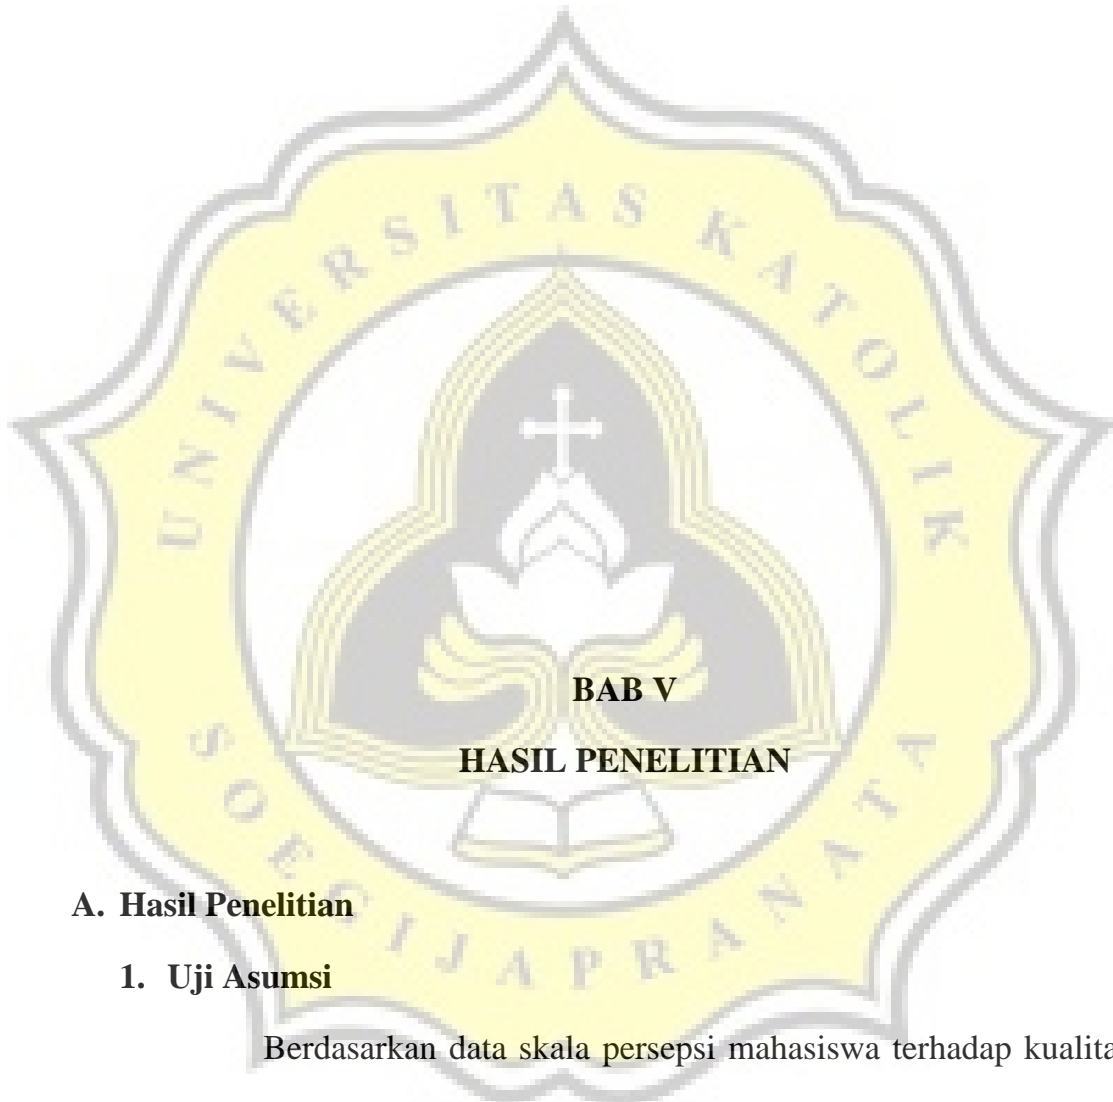 UNIVERSITAS KATOLIK
BAB V
HASIL PENELITIAN
SOEGIJAPRANATA
A. Hasil Penelitian
1. Uji Asumsi
Berdasarkan data skala persepsi mahasiswa terhadap kualita